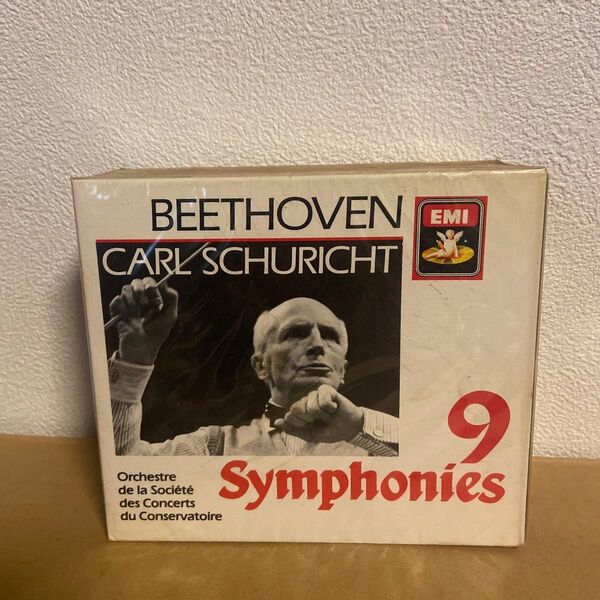 BEETHOVEN
EMI
CARL SCHURICHT
9
Symphonies
Orchestre
de la Société
des Concerts
du Conservatoire